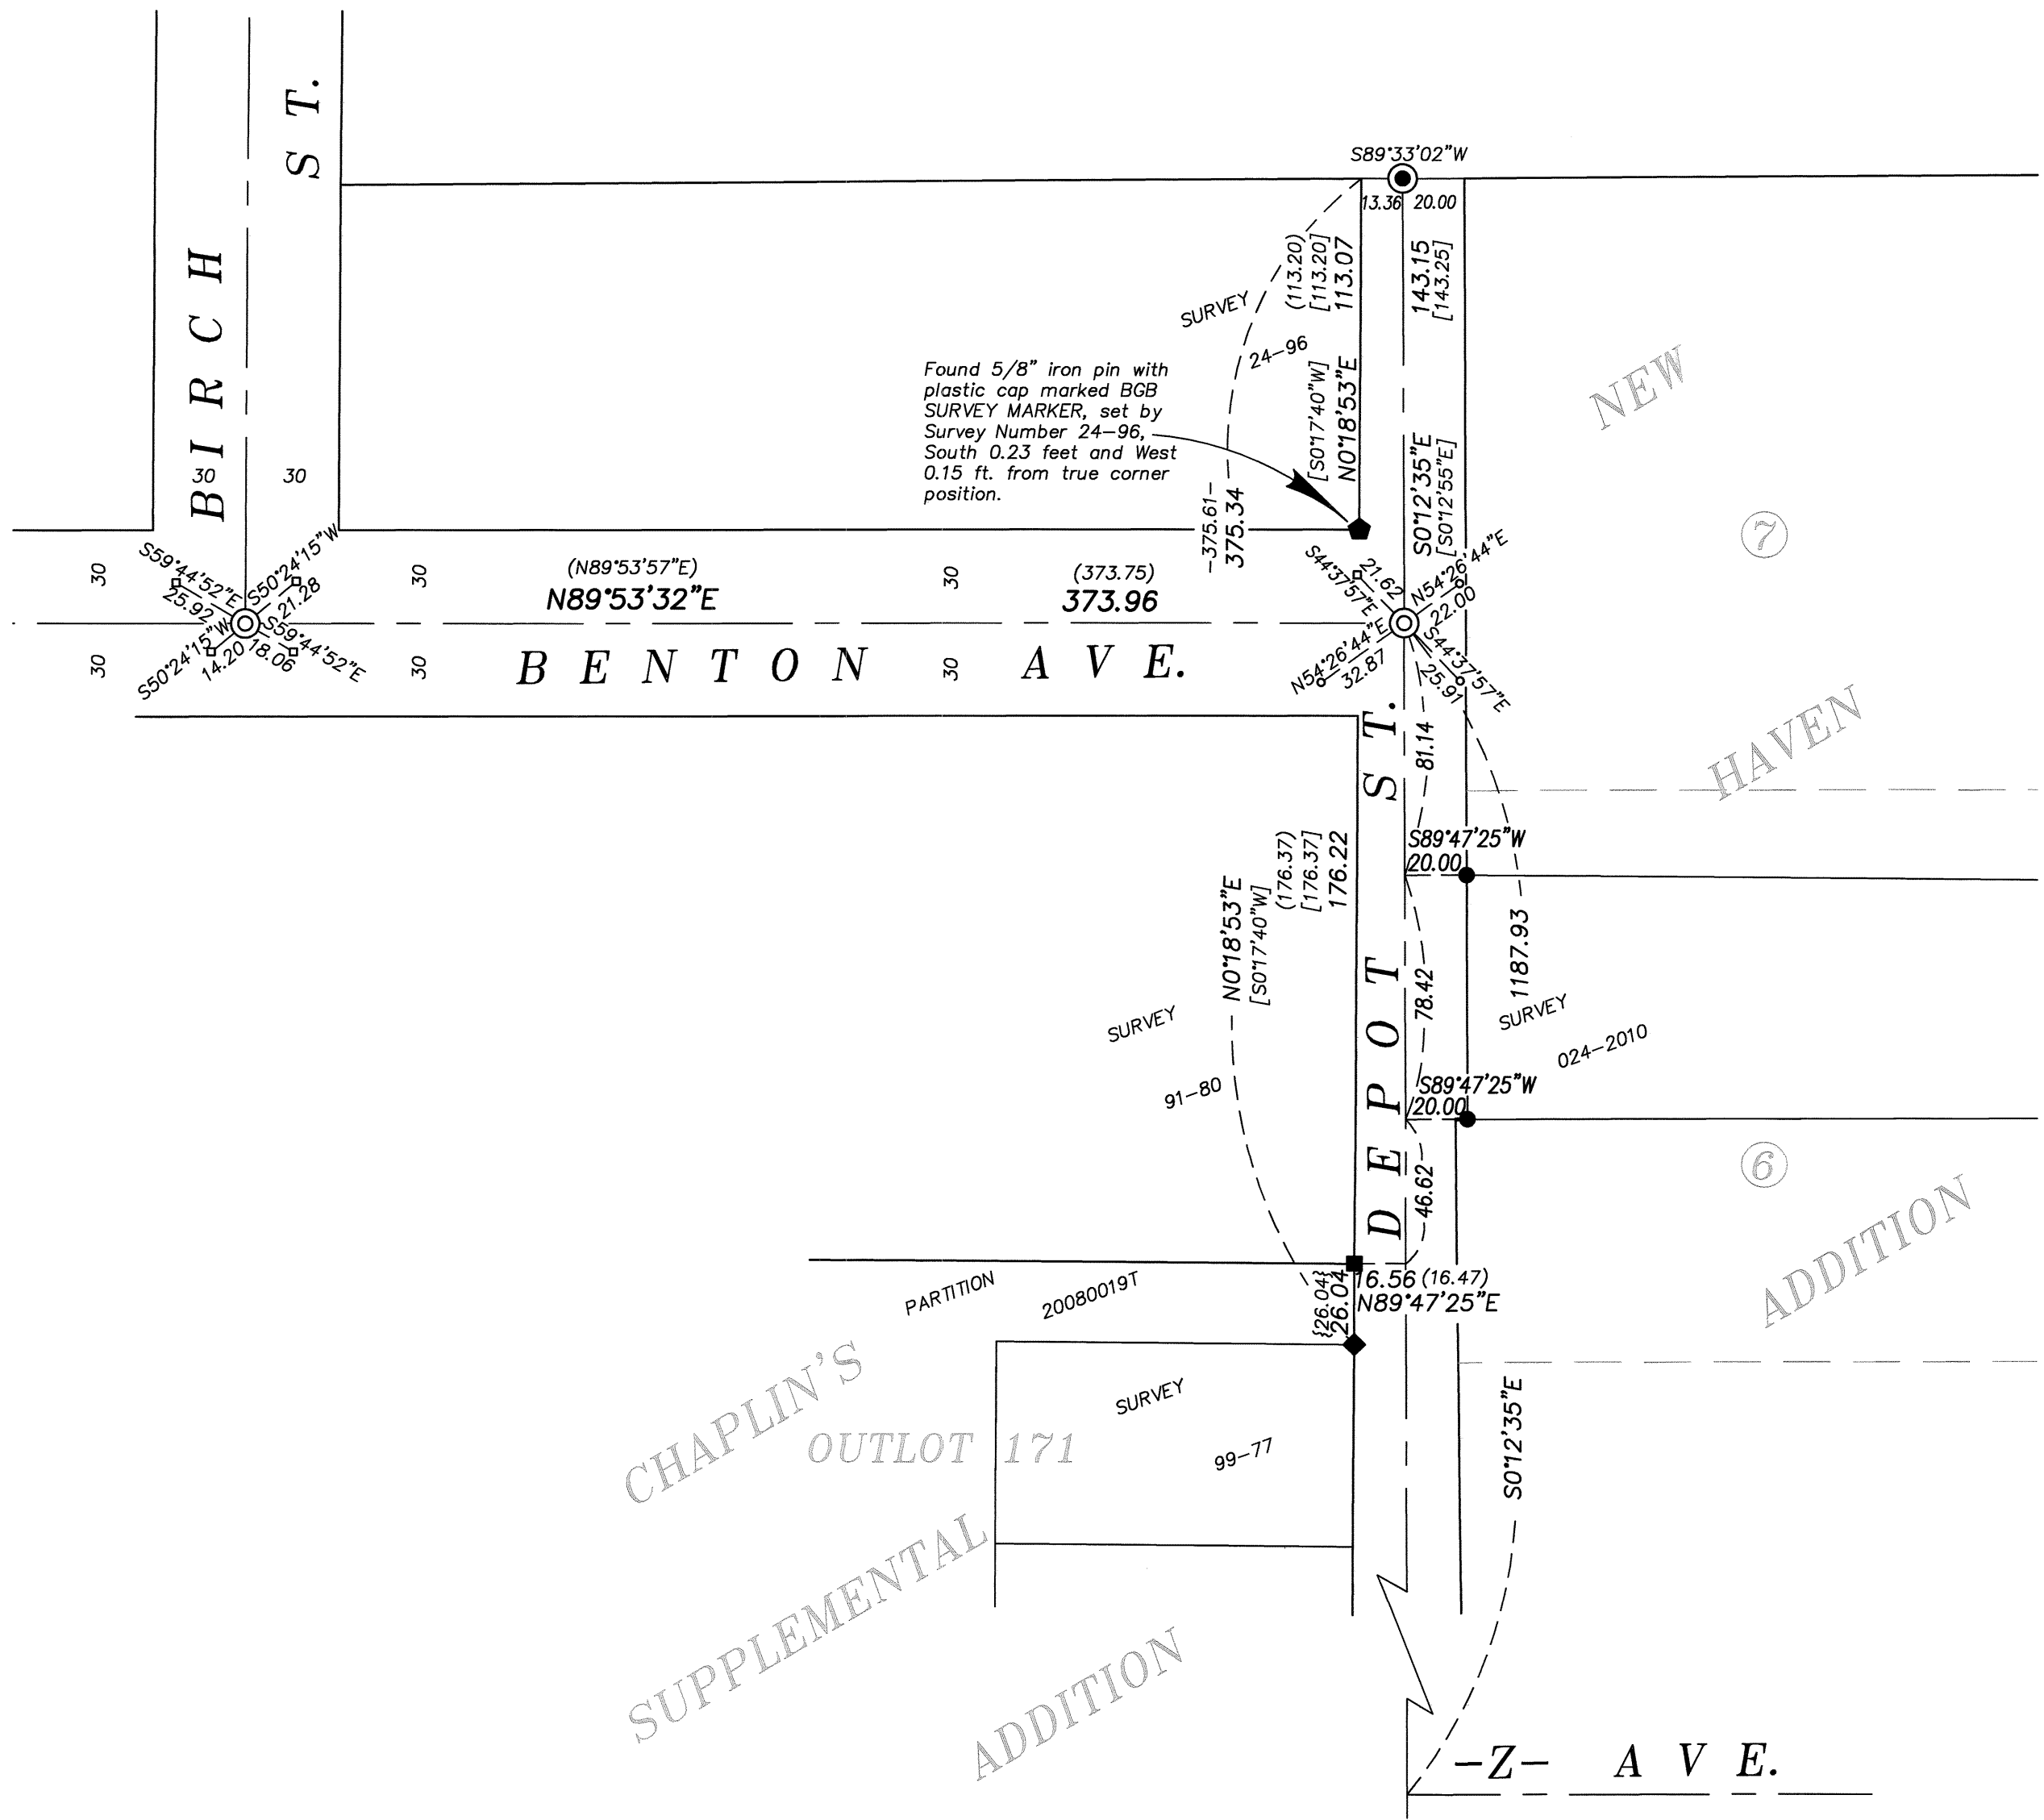 BIRCH ST.
S89°33'02"W
13.36 20.00
(113.20)
[113.20]
113.07
143.15
[143.25]
SURVEY
24-96
Found 5/8" iron pin with
plastic cap marked BGB
SURVEY MARKER, set by
Survey Number 24-96,
South 0.23 feet and West
0.15 ft. from true corner
position.
[S0°17'40"W]
N0°18'53"E
S0°12'35"E
[S0°12'55"E]
NEW
30 30
-375.61-
375.34
7
30
S59°44'52"E
25.92
S50°24'15"W
21.28
30
(N89°53'57"E)
N89°53'32"E
30
(373.75)
373.96
S44°37'57"E
21.62
N54°26'44"E
22.00
30
S50°24'15"W
14.20
S59°44'52"E
18.06
30
BENTON AVE.
30
N54°26'44"E
32.87
S44°37'57"E
25.91
HAVEN
DEPOT ST.
81.14
(176.37)
[176.37]
176.22
S89°47'25"W
20.00
N0°18'53"E
[S0°17'40"W]
78.42
1187.93
SURVEY
91-80
SURVEY
024-2010
S89°47'25"W
20.00
46.62
6
ADDITION
PARTITION
20080019T
{26.04}
26.04
16.56 (16.47)
N89°47'25"E
SURVEY
99-77
CHAPLIN'S
OUTLOT 171
S0°12'35"E
SUPPLEMENTAL
ADDITION
-Z- AVE.